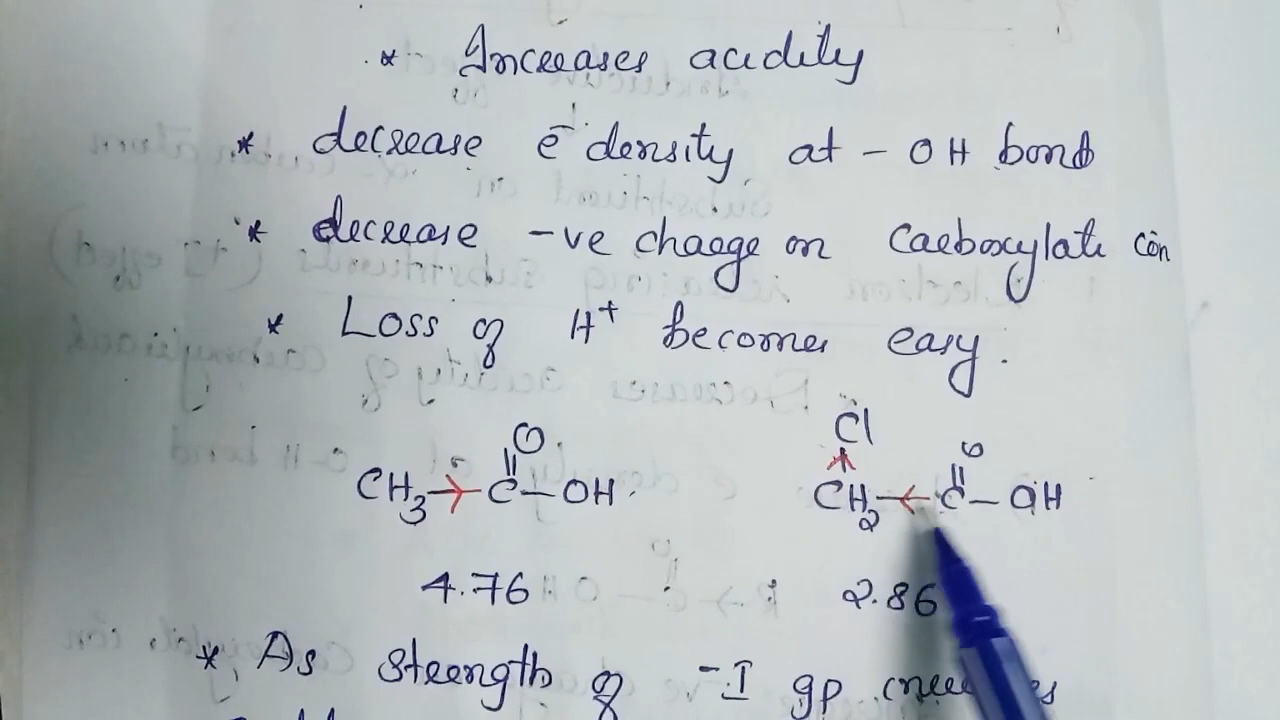 * Increases acidity
* decrease e⁻ density at - OH bond
* decrease -ve charge on Carboxylate ion
* Loss of H⁺ becomes easy.
O Cl O
CH₃→C-OH. CH₂←C-OH
4.76 2.86
* As strength of -I gp